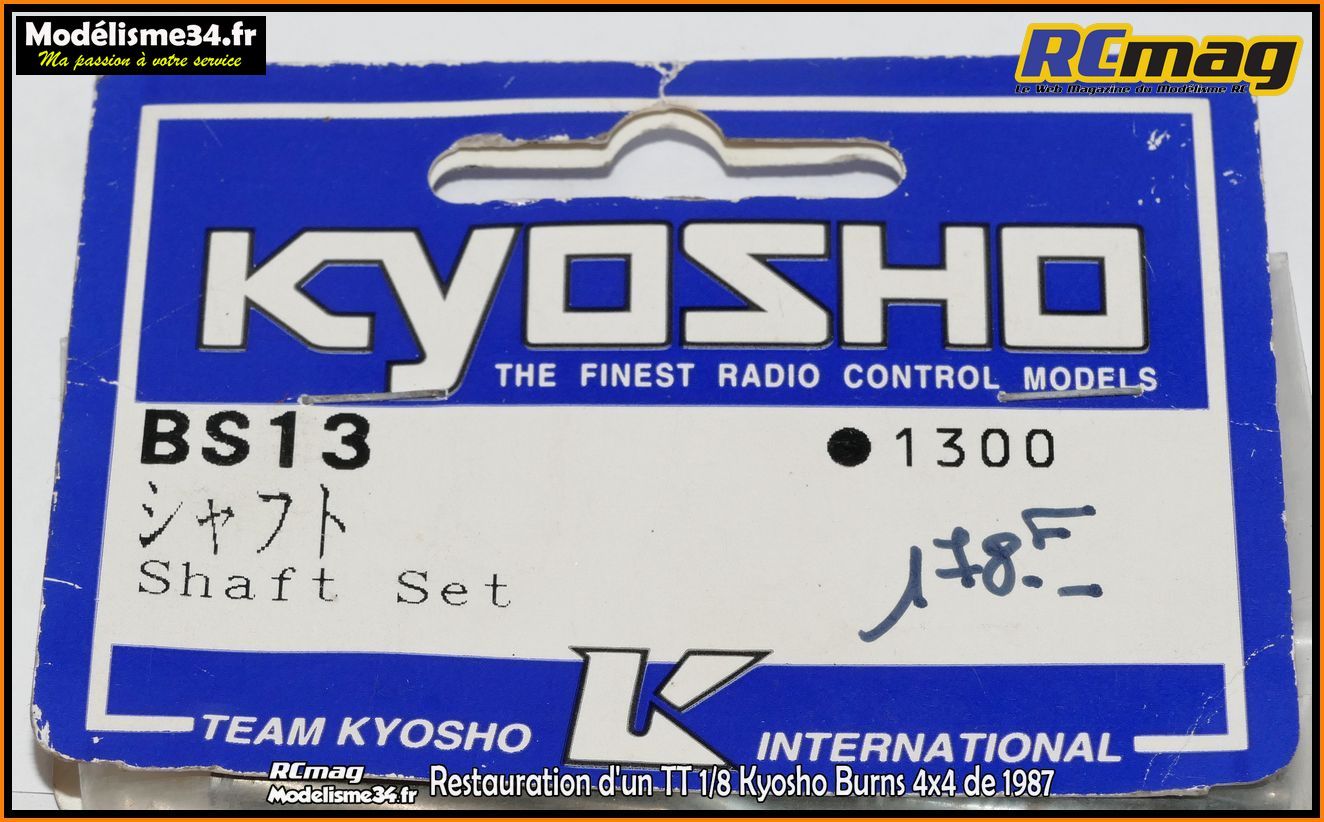 Modélisme34.fr
Ma passion à votre service
RCmag
Le Web Magazine du Modélisme RC
KYOSHO
THE FINEST RADIO CONTROL MODELS
BS13
●1300
シャフト
Shaft Set
178F
K
TEAM KYOSHO
INTERNATIONAL
RCmag
Modelisme34.fr
Restauration d'un TT 1/8 Kyosho Burns 4x4 de 1987